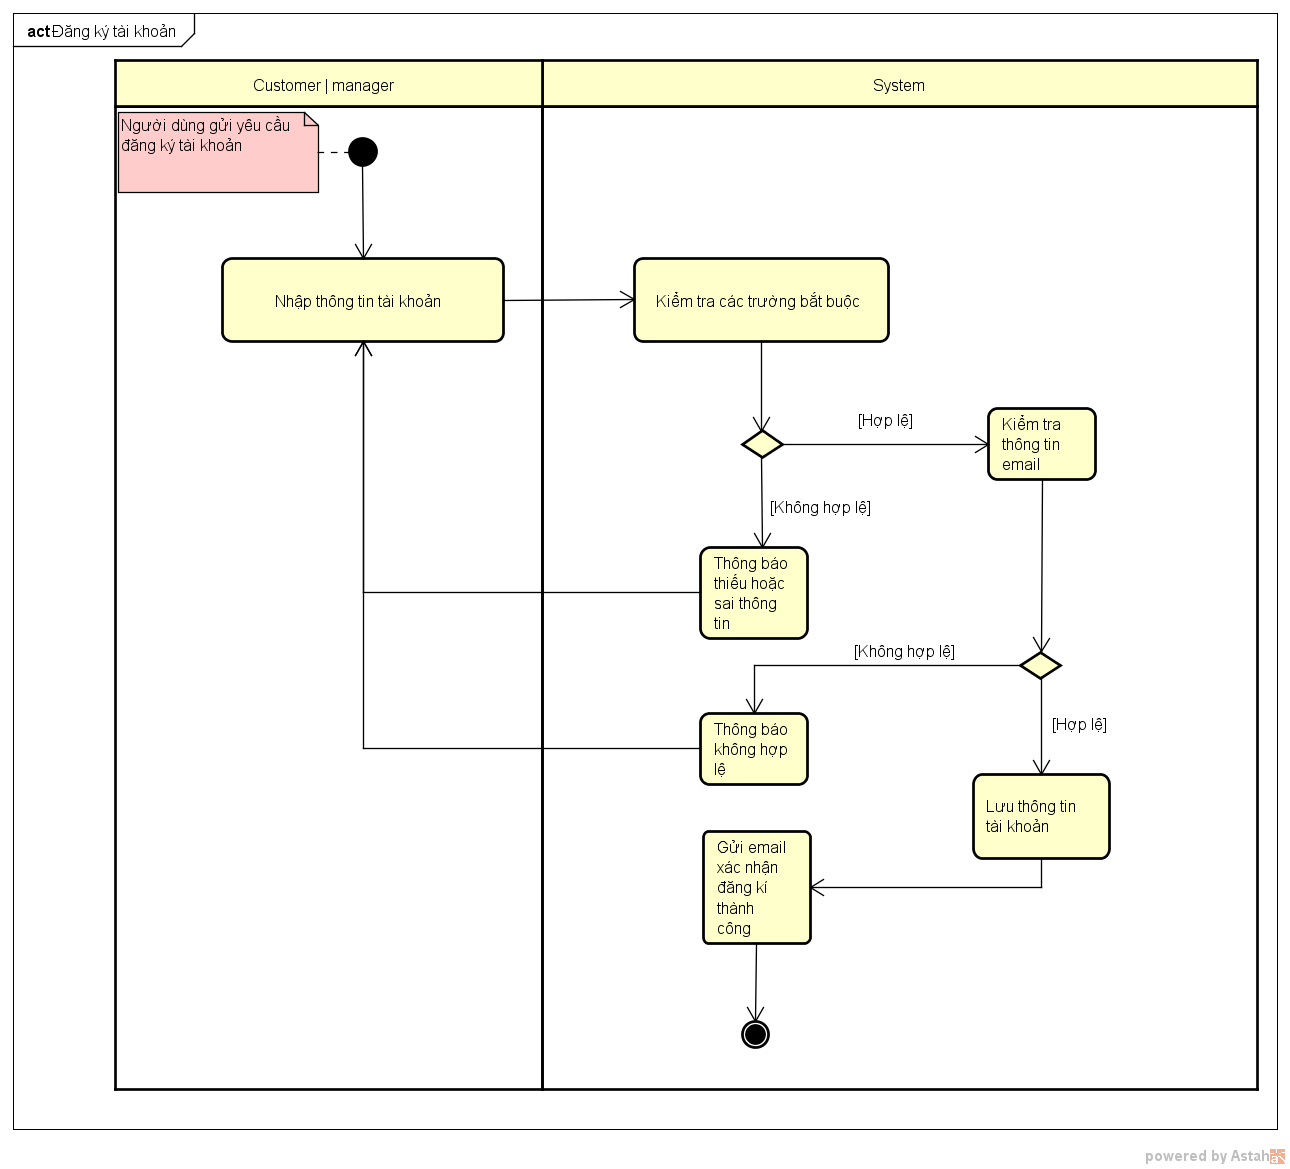 act Đăng ký tài khoản
Customer | manager
System
Người dùng gửi yêu cầu
đăng ký tài khoản
Nhập thông tin tài khoản
Kiểm tra các trường bắt buộc
[Hợp lệ]
Kiểm tra
thông tin
email
[Không hợp lệ]
Thông báo
thiếu hoặc
sai thông
tin
[Không hợp lệ]
[Hợp lệ]
Thông báo
không hợp
lệ
Lưu thông tin
tài khoản
Gửi email
xác nhận
đăng kí
thành
công
powered by Astah